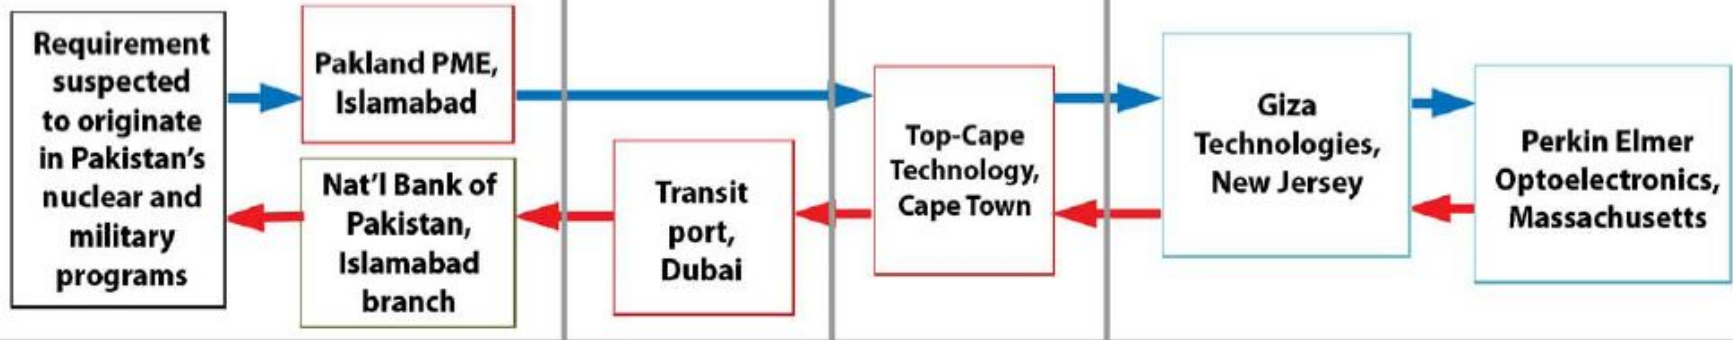 Requirement
suspected
to originate
in Pakistan's
nuclear and
military
programs
Pakland PME,
Islamabad
Nat'l Bank of
Pakistan,
Islamabad
branch
Transit
port,
Dubai
Top-Cape
Technology,
Cape Town
Giza
Technologies,
New Jersey
Perkin Elmer
Optoelectronics,
Massachusetts